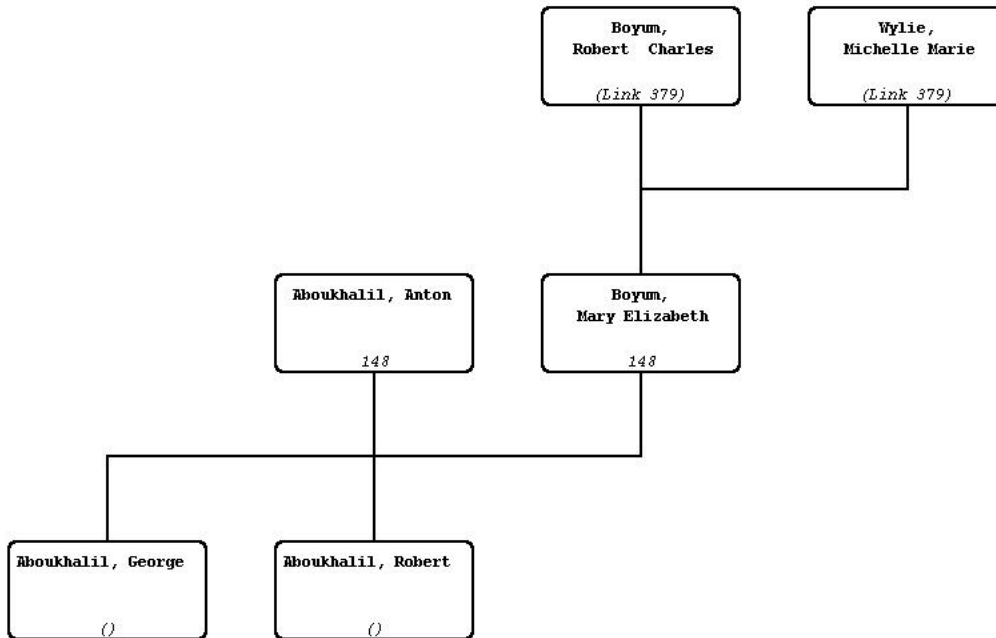 Boyum,
Robert  Charles
(Link 379)
Wylie,
Michelle Marie
(Link 379)
Aboukhalil, Anton
148
Boyum,
Mary Elizabeth
148
Aboukhalil, George
()
Aboukhalil, Robert
()